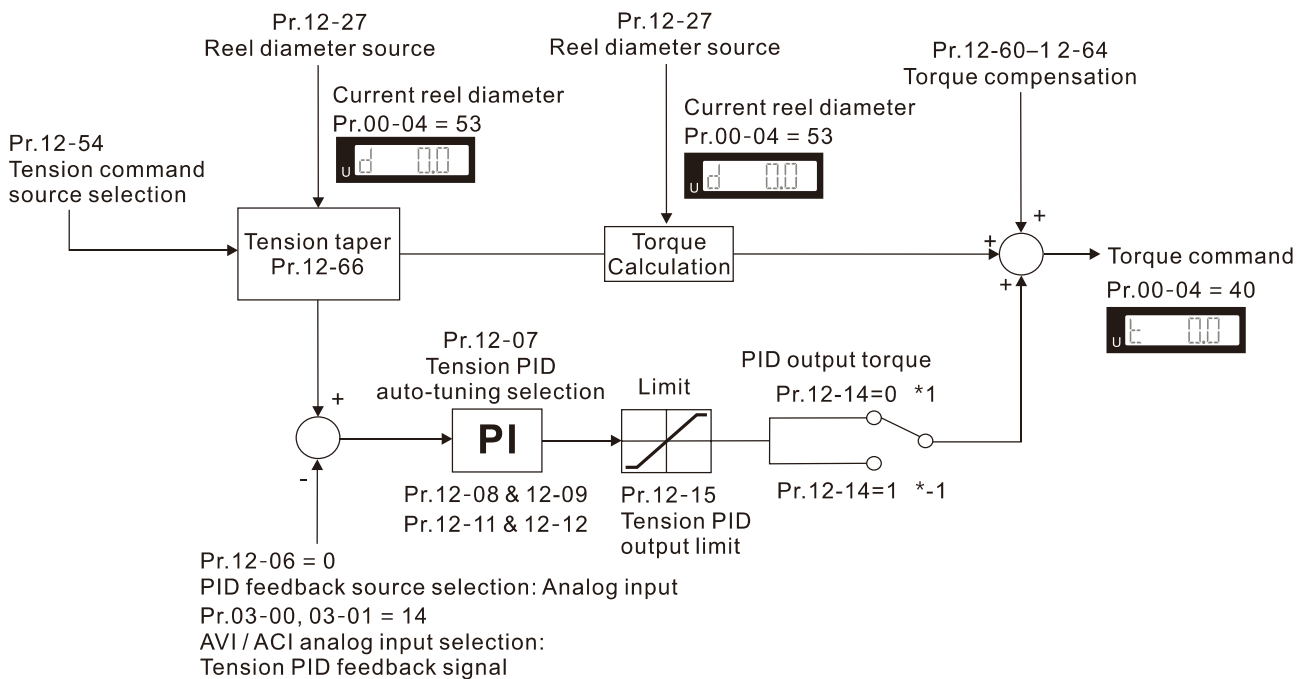 Pr.12-27
Reel diameter source
Pr.12-27
Reel diameter source
Pr.12-60–1 2-64
Torque compensation
Current reel diameter
Pr.00-04 = 53
U d 0.0
Current reel diameter
Pr.00-04 = 53
U d 0.0
Pr.12-54
Tension command
source selection
Tension taper
Pr.12-66
Torque
Calculation
+
+
+
Torque command
Pr.00-04 = 40
U t 0.0
Pr.12-07
Tension PID
auto-tuning selection
+
-
PI
Pr.12-08 & 12-09
Pr.12-11 & 12-12
Limit
Pr.12-15
Tension PID
output limit
PID output torque
Pr.12-14=0 *1
Pr.12-14=1 *-1
Pr.12-06 = 0
PID feedback source selection: Analog input
Pr.03-00, 03-01 = 14
AVI / ACI analog input selection:
Tension PID feedback signal